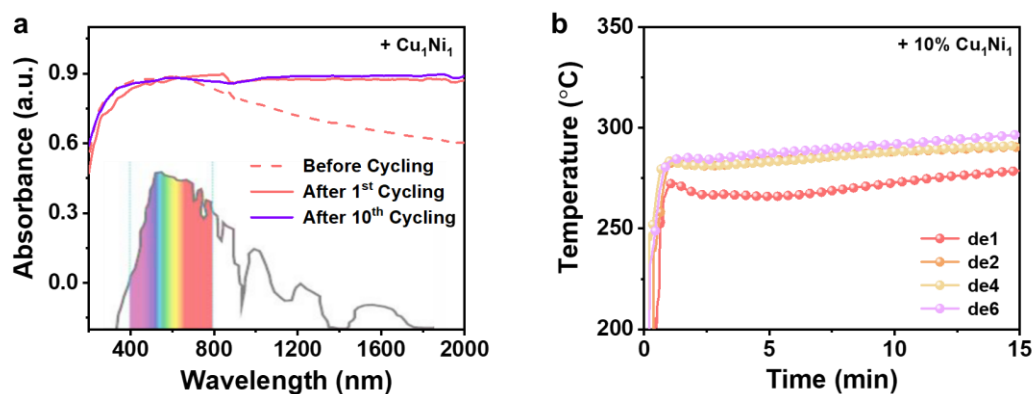 a
+ Cu₁Ni₁
Absorbance (a.u.)
0.9
0.6
0.3
0.0
Before Cycling
After 1ˢᵗ Cycling
After 10ᵗʰ Cycling
400
800
1200
1600
2000
Wavelength (nm)
b
+ 10% Cu₁Ni₁
Temperature (°C)
350
300
250
200
de1
de2
de4
de6
0
5
10
15
Time (min)